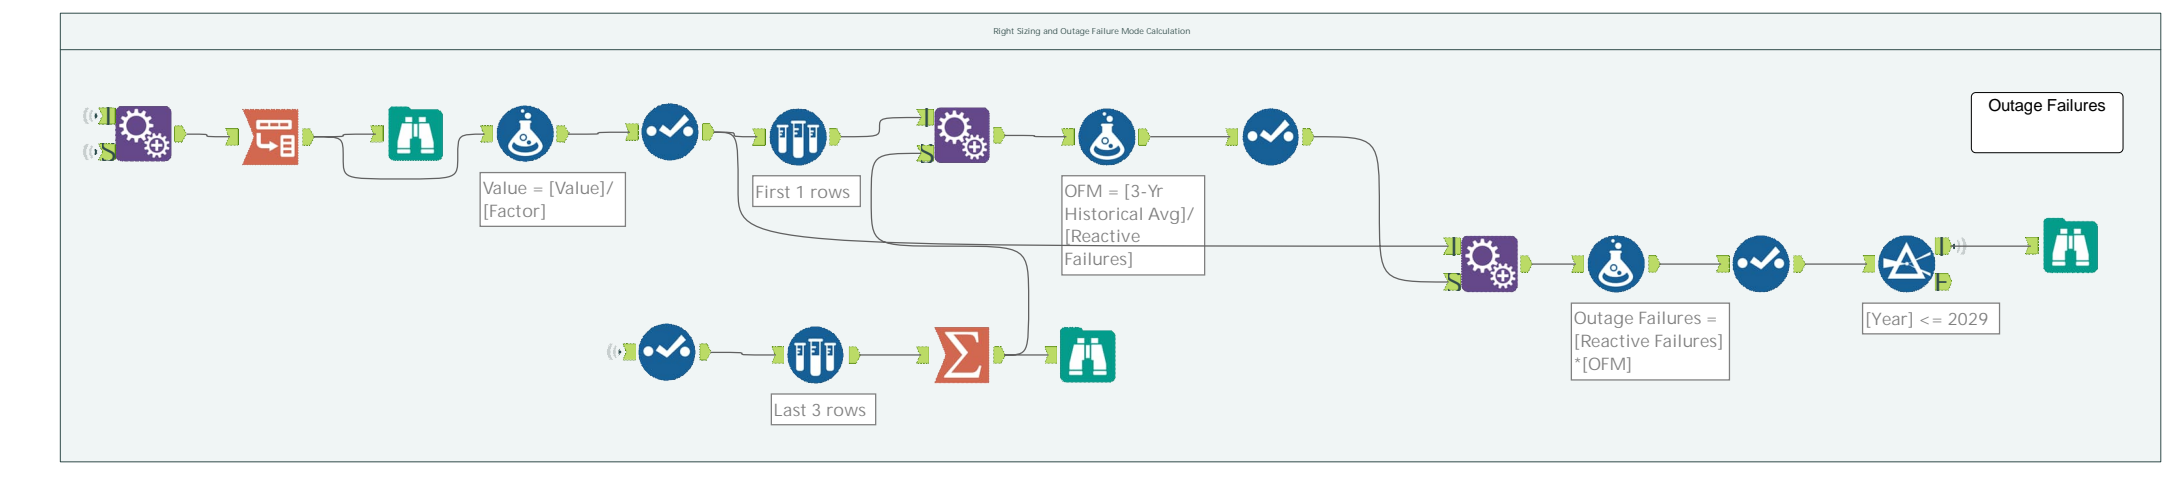 Right Sizing and Outage Failure Mode Calculation
Outage Failures
I
S
Value = [Value]/
[Factor]
First 1 rows
I
S
OFM = [3-Yr
Historical Avg]/
[Reactive
Failures]
I
S
Outage Failures =
[Reactive Failures]
*[OFM]
T
F
[Year] <= 2029
Last 3 rows